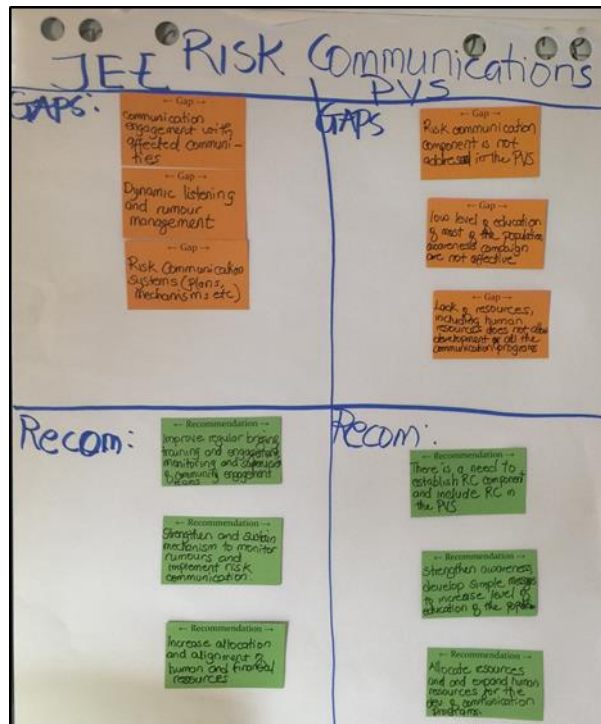 JEE RISK Communications
PVS
GAPS:
← Gap →
Communication
engagement with
affected communi-
ties
← Gap →
Dynamic listening
and rumour
management
← Gap →
Risk Communication
systems (plans,
mechanisms etc)
GAPS
← Gap →
Risk communication
component is not
addressed in the PVS
← Gap →
low level of education
of most of the population
awareness campaign
are not effective
← Gap →
Lack of resources,
including human
resources does not allow
development of all the
communication programs
Recom:
← Recommendation →
Improve regular briefing
training and engagement
monitoring and
of community engagement
← Recommendation →
Strengthen and sustain
mechanism to monitor
rumours and
implement risk
communication.
← Recommendation →
Increase allocation
and alignment of
human and financial
ressources
Recom:
← Recommendation →
There is a need to
establish RC component
and include RC in
the PVS
← Recommendation →
Strengthen awareness
develop simple messages
to increase level of
education of the
← Recommendation →
Allocate resources
and and expand human
resources for the
dev of communication
programs.